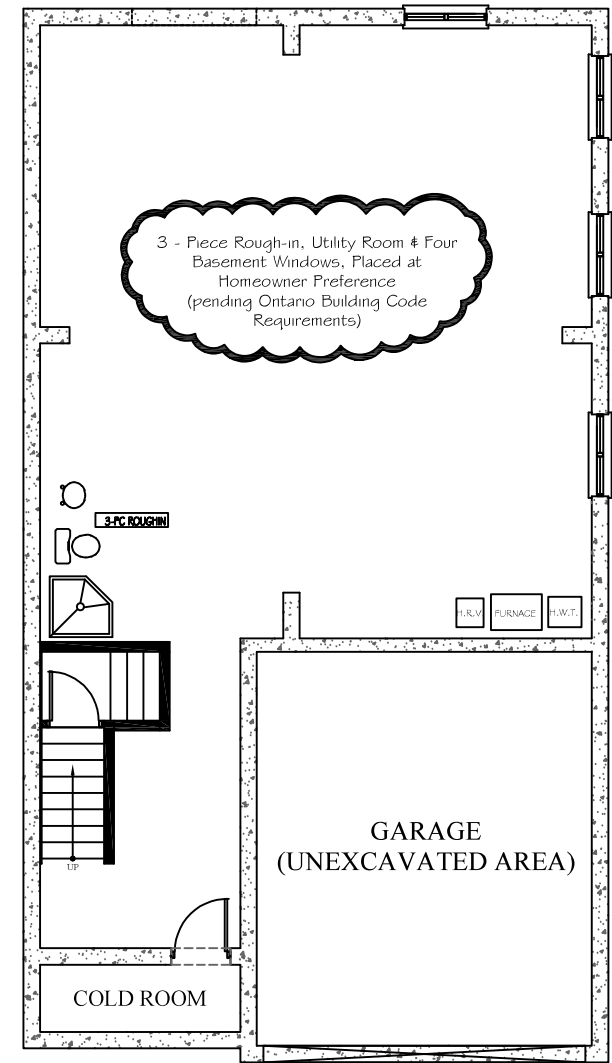 3 - Piece Rough-in, Utility Room & Four
Basement Windows, Placed at
Homeowner Preference
(pending Ontario Building Code
Requirements)
3-PC ROUGHIN
H.R.V.
FURNACE
H.W.T.
GARAGE
(UNEXCAVATED AREA)
UP
COLD ROOM